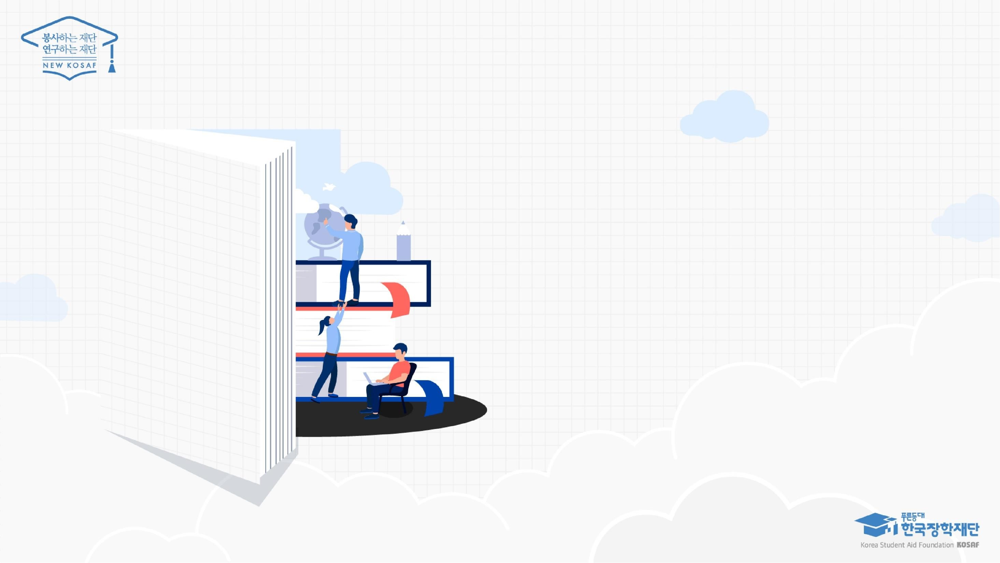 봉사하는 재단
연구하는 재단
NEW KOSAF
푸른등대
한국장학재단
Korea Student Aid Foundation KOSAF